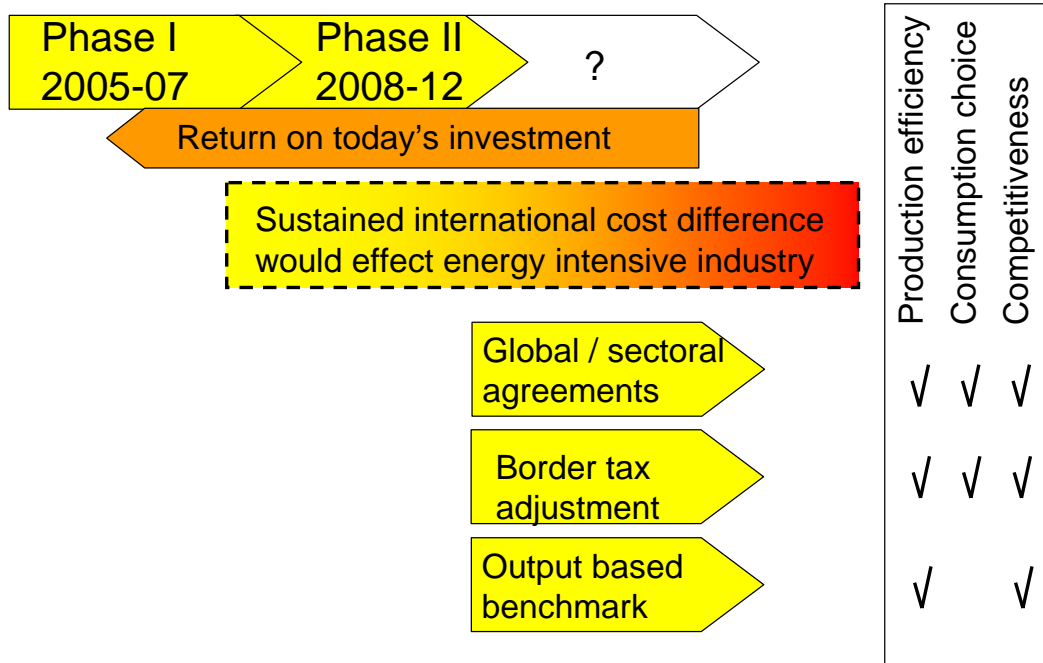 Phase I
2005-07
Phase II
2008-12
?
Return on today's investment
Sustained international cost difference
would effect energy intensive industry
Production efficiency
Consumption choice
Competitiveness
Global / sectoral
agreements
√ √ √
Border tax
adjustment
√ √ √
Output based
benchmark
√ √